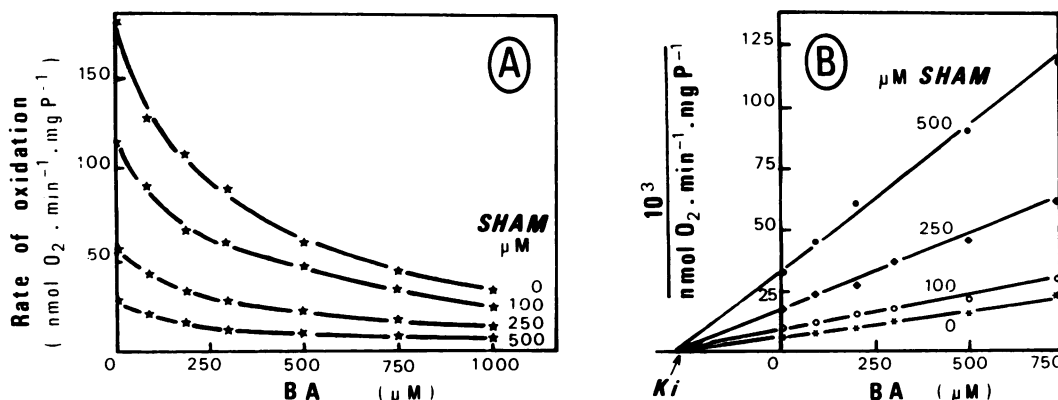 A
Rate of oxidation
( nmol O₂ . min⁻¹ . mg P⁻¹ )
150
100
50
SHAM
μM
0
100
250
500
0
250
500
750
1000
BA ( μM )
B
10³
nmol O₂ . min⁻¹ . mg P⁻¹
125
100
75
50
25
μM SHAM
500
250
100
0
0
250
500
750
Ki
BA ( μM )